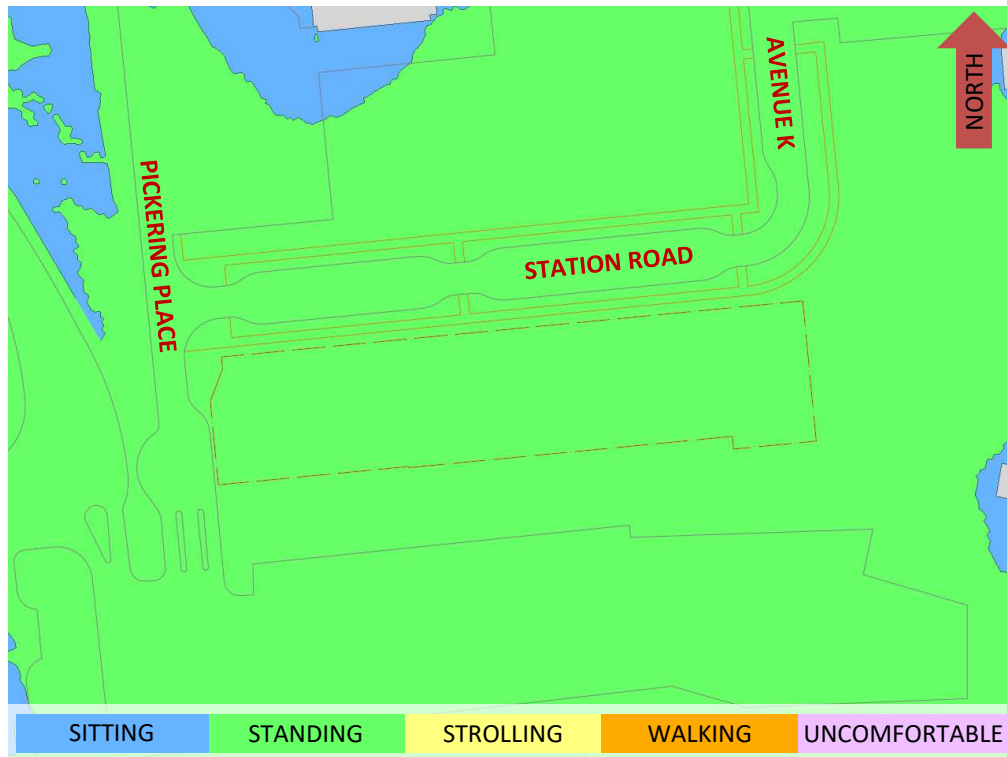 NORTH
AVENUE K
PICKERING PLACE
STATION ROAD
SITTING
STANDING
STROLLING
WALKING
UNCOMFORTABLE